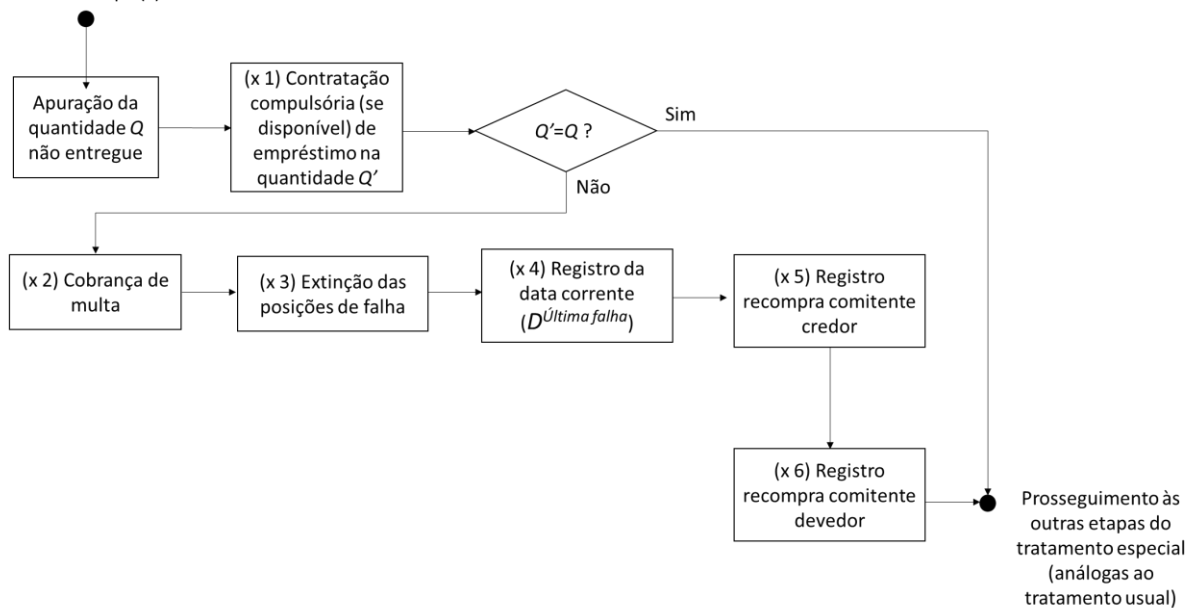 Apuração da
quantidade Q
não entregue
(x 1) Contratação
compulsória (se
disponível) de
empréstimo na
quantidade Q’
Q’=Q ?
Sim
Não
(x 2) Cobrança de
multa
(x 3) Extinção das
posições de falha
(x 4) Registro da
data corrente
(D^Última falha)
(x 5) Registro
recompra comitente
credor
(x 6) Registro
recompra comitente
devedor
Prosseguimento às
outras etapas do
tratamento especial
(análogas ao
tratamento usual)